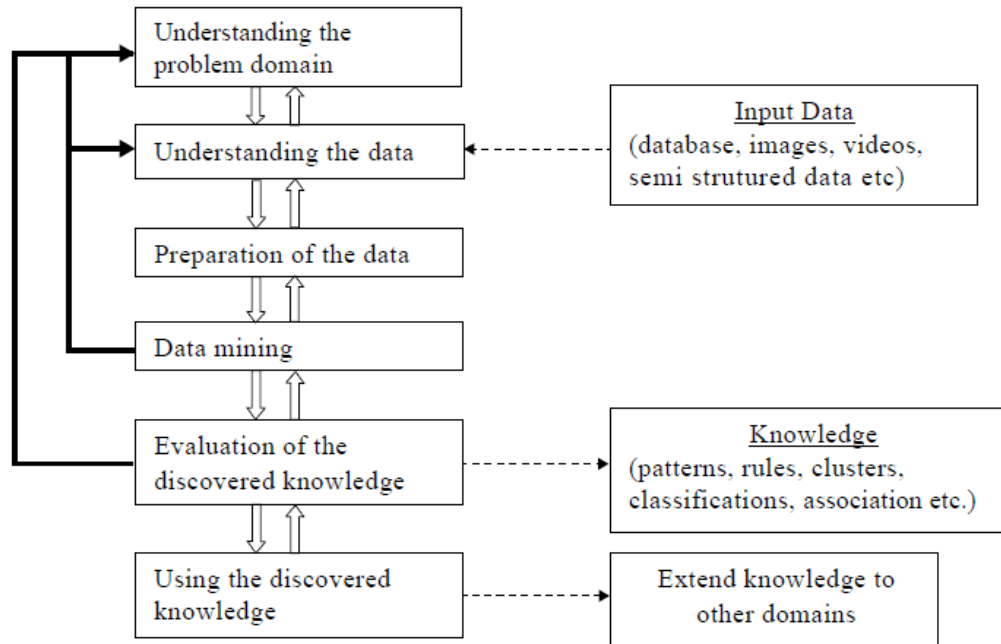 Understanding the
problem domain
Understanding the data
Input Data
(database, images, videos,
semi strutured data etc)
Preparation of the data
Data mining
Evaluation of the
discovered knowledge
Knowledge
(patterns, rules, clusters,
classifications, association etc.)
Using the discovered
knowledge
Extend knowledge to
other domains